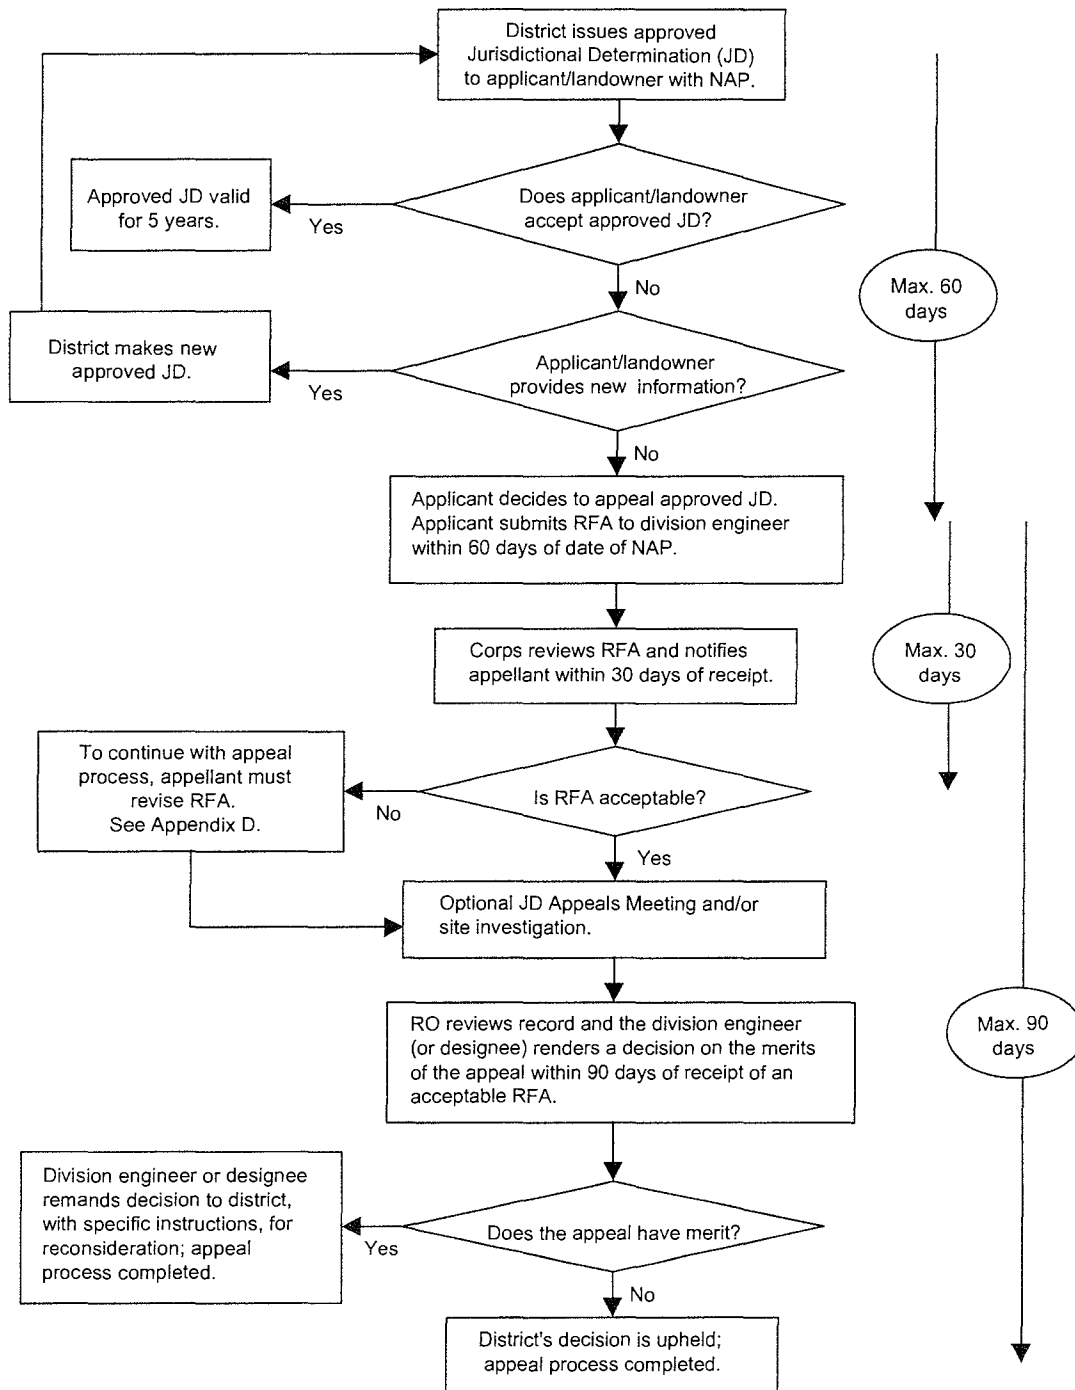 District issues approved
Jurisdictional Determination (JD)
to applicant/landowner with NAP.
Approved JD valid
for 5 years.
Yes
Does applicant/landowner
accept approved JD?
No
Max. 60
days
District makes new
approved JD.
Yes
Applicant/landowner
provides new information?
No
Applicant decides to appeal approved JD.
Applicant submits RFA to division engineer
within 60 days of date of NAP.
Corps reviews RFA and notifies
appellant within 30 days of receipt.
Max. 30
days
To continue with appeal
process, appellant must
revise RFA.
See Appendix D.
No
Is RFA acceptable?
Yes
Optional JD Appeals Meeting and/or
site investigation.
RO reviews record and the division engineer
(or designee) renders a decision on the merits
of the appeal within 90 days of receipt of an
acceptable RFA.
Max. 90
days
Division engineer or designee
remands decision to district,
with specific instructions, for
reconsideration; appeal
process completed.
Yes
Does the appeal have merit?
No
District's decision is upheld;
appeal process completed.